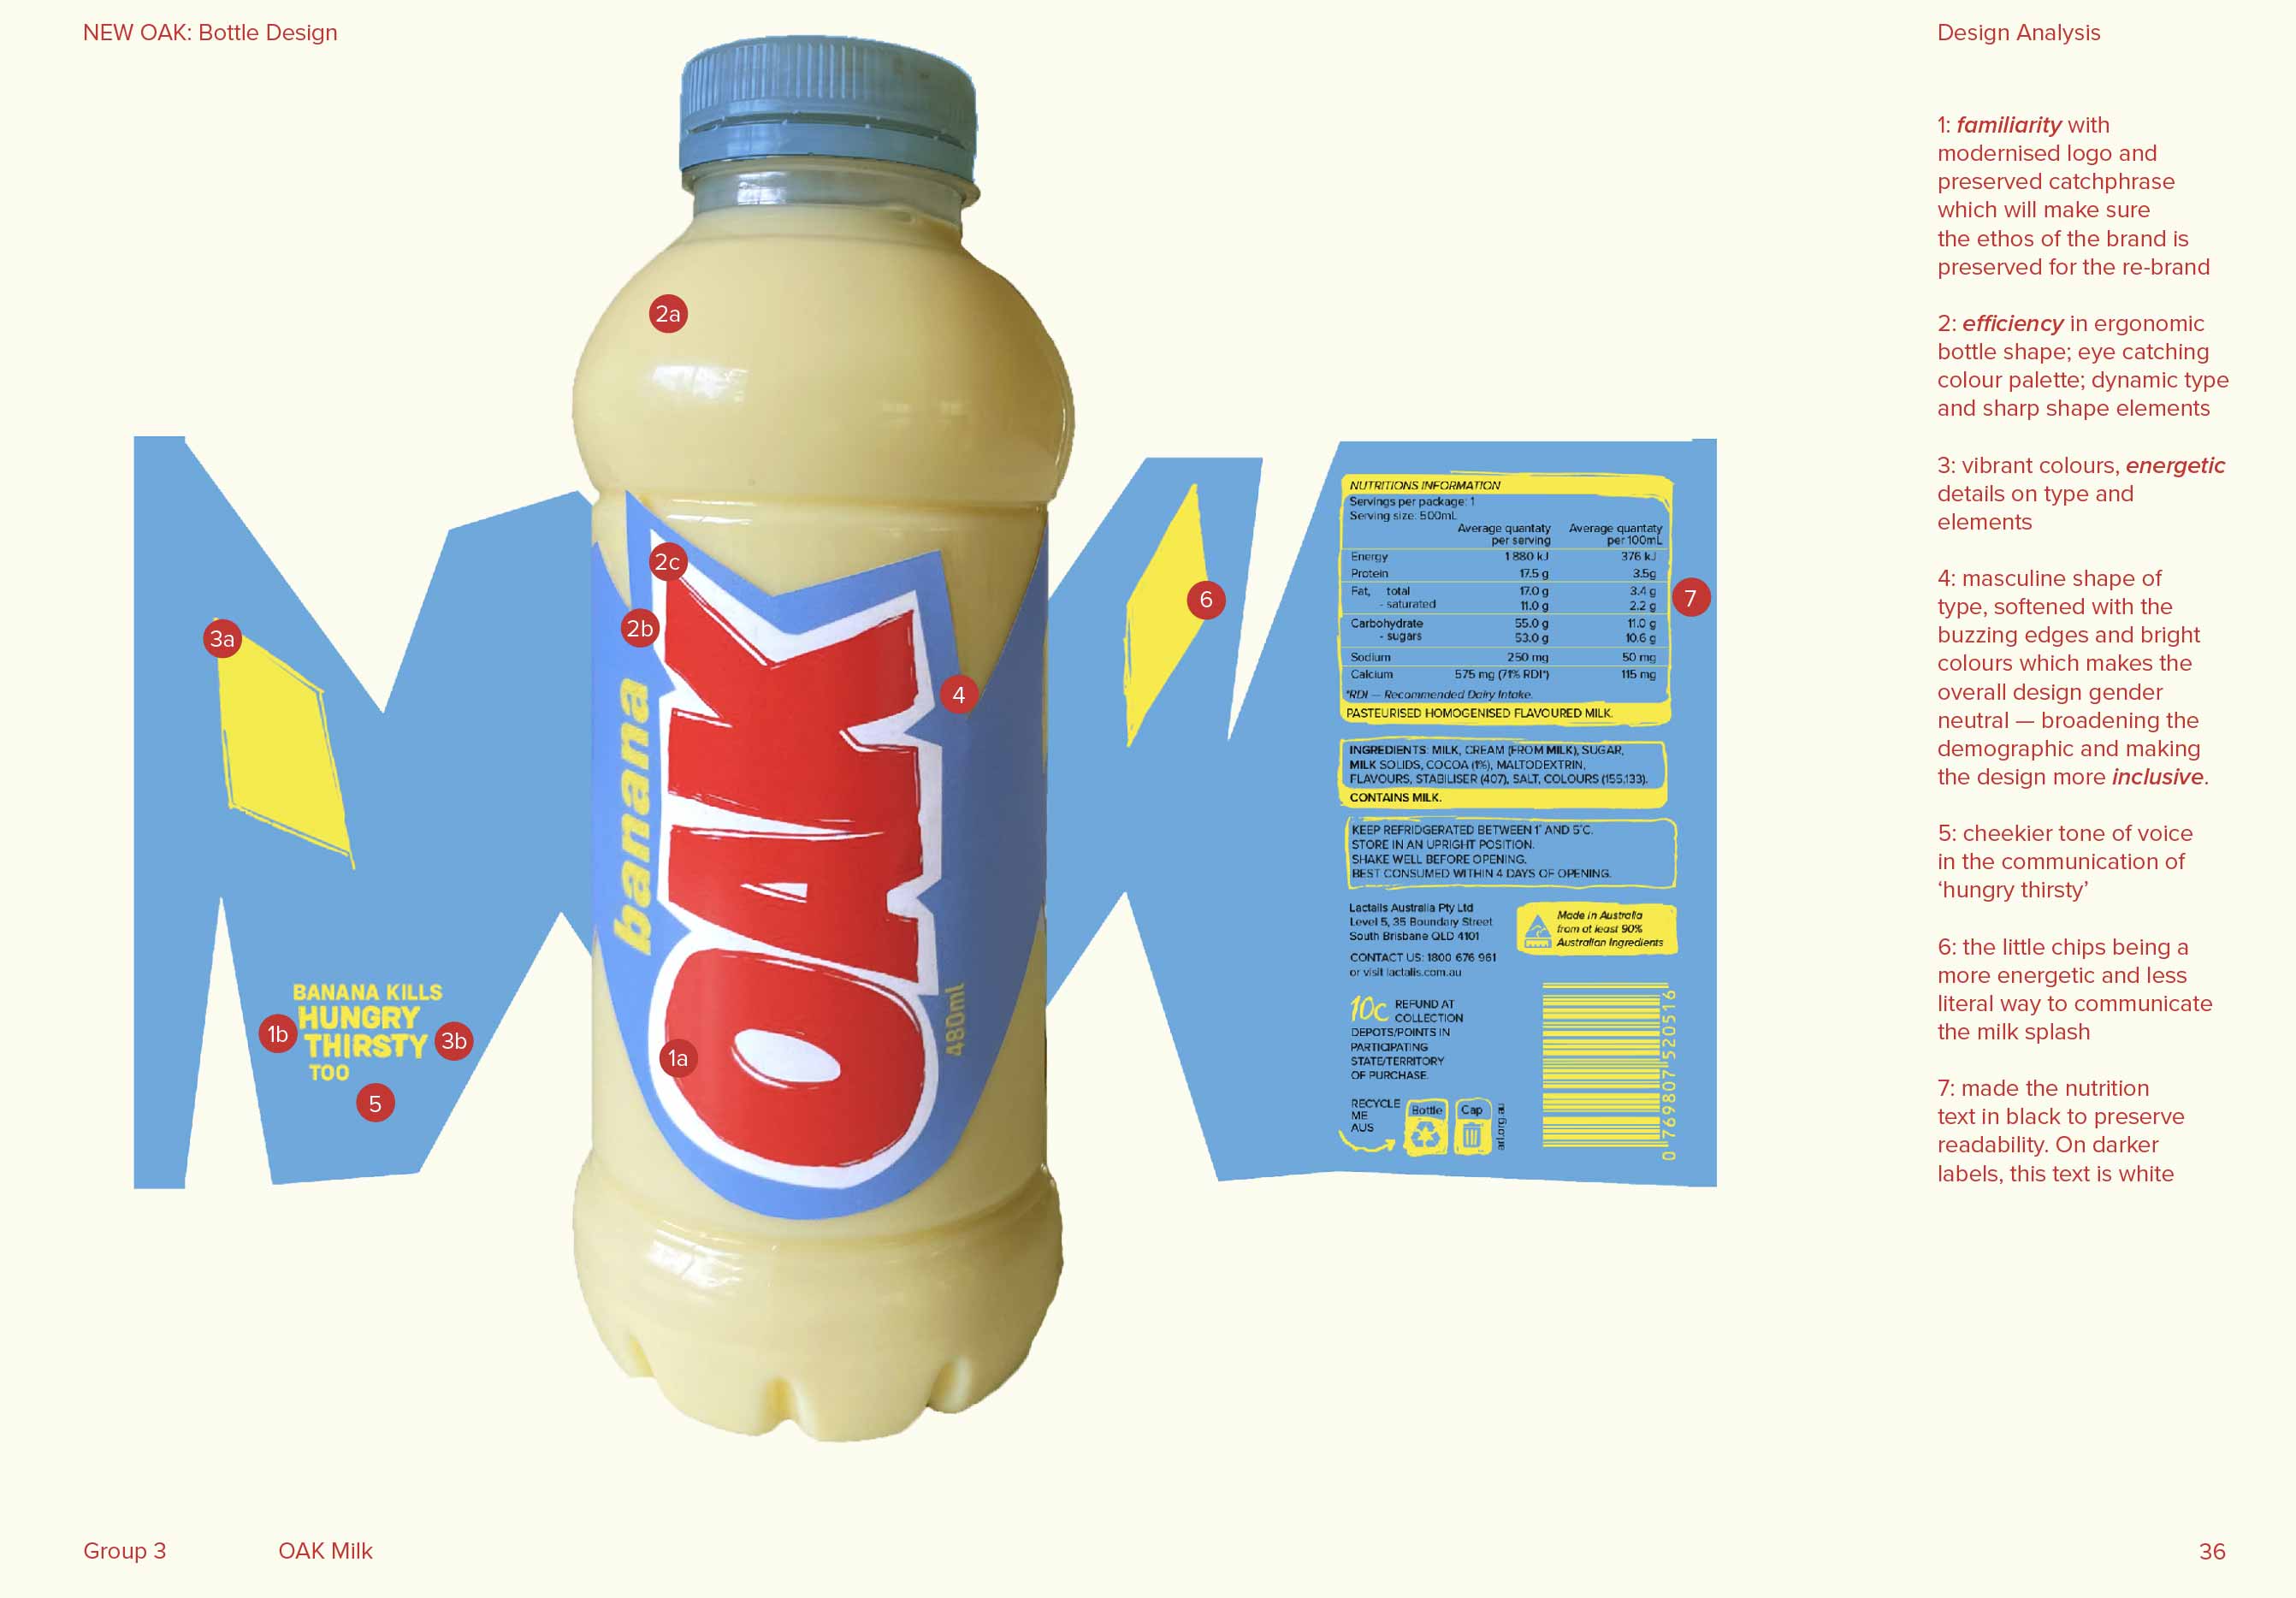 NEW OAK: Bottle Design
Design Analysis
1: familiarity with
modernised logo and
preserved catchphrase
which will make sure
the ethos of the brand is
preserved for the re-brand
2: efficiency in ergonomic
bottle shape; eye catching
colour palette; dynamic type
and sharp shape elements
3: vibrant colours, energetic
details on type and
elements
4: masculine shape of
type, softened with the
buzzing edges and bright
colours which makes the
overall design gender
neutral — broadening the
demographic and making
the design more inclusive.
5: cheekier tone of voice
in the communication of
‘hungry thirsty’
6: the little chips being a
more energetic and less
literal way to communicate
the milk splash
7: made the nutrition
text in black to preserve
readability. On darker
labels, this text is white
2a
2c
2b
3a
4
6
7
1b
3b
5
1a
banana
OAK
480ml
BANANA KILLS
HUNGRY
THIRSTY
TOO
NUTRITIONS INFORMATION
Servings per package: 1
Serving size: 500mL
Average quantaty Average quantaty
per serving per 100mL
Energy 1 880 kJ 376 kJ
Protein 17.5 g 3.5g
Fat, total 17.0 g 3.4 g
- saturated 11.0 g 2.2 g
Carbohydrate 55.0 g 11.0 g
- sugars 53.0 g 10.6 g
Sodium 250 mg 50 mg
Calcium 575 mg (71% RDI*) 115 mg
*RDI — Recommended Dairy Intake.
PASTEURISED HOMOGENISED FLAVOURED MILK.
INGREDIENTS: MILK, CREAM (FROM MILK), SUGAR,
MILK SOLIDS, COCOA (1%), MALTODEXTRIN,
FLAVOURS, STABILISER (407), SALT, COLOURS (155,133).
CONTAINS MILK.
KEEP REFRIDGERATED BETWEEN 1° AND 5°C.
STORE IN AN UPRIGHT POSITION.
SHAKE WELL BEFORE OPENING.
BEST CONSUMED WITHIN 4 DAYS OF OPENING.
Lactalis Australia Pty Ltd
Level 5, 35 Boundary Street
South Brisbane QLD 4101
CONTACT US: 1800 676 961
or visit lactalis.com.au
Made in Australia
from at least 90%
Australian Ingredients
10c REFUND AT
COLLECTION
DEPOTS/POINTS IN
PARTICIPATING
STATE/TERRITORY
OF PURCHASE.
RECYCLE
ME
AUS
Bottle
Cap
arl.org.au
0 769807 520516
Group 3
OAK Milk
36